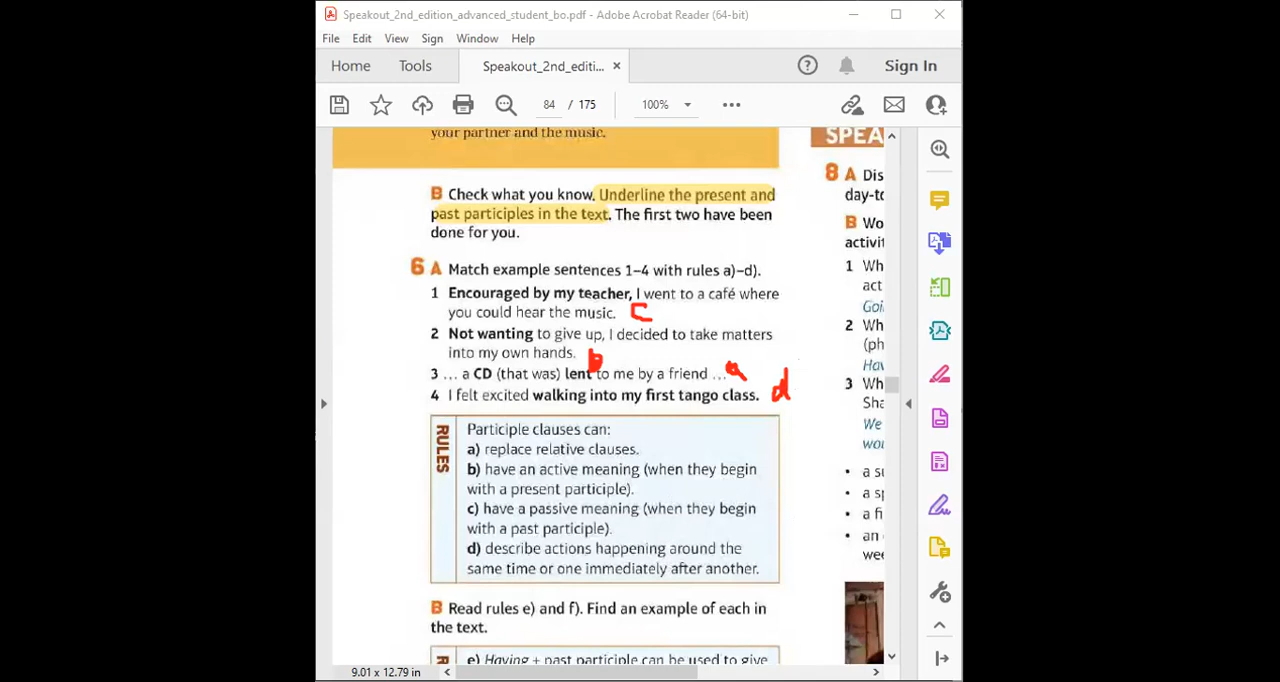 Speakout_2nd_edition_advanced_student_bo.pdf - Adobe Acrobat Reader (64-bit)
File Edit View Sign Window Help
Home Tools Speakout_2nd_editi... × Sign In
84 / 175 100%
your partner and the music.
B Check what you know. Underline the present and
past participles in the text. The first two have been
done for you.
6 A Match example sentences 1–4 with rules a)–d).
1 Encouraged by my teacher, I went to a café where
you could hear the music. c
2 Not wanting to give up, I decided to take matters
into my own hands. b
3 ... a CD (that was) lent to me by a friend ... a
4 I felt excited walking into my first tango class. d
RULES
Participle clauses can:
a) replace relative clauses.
b) have an active meaning (when they begin
with a present participle).
c) have a passive meaning (when they begin
with a past participle).
d) describe actions happening around the
same time or one immediately after another.
B Read rules e) and f). Find an example of each in
the text.
e) Having + past participle can be used to give
9.01 x 12.79 in
SPEA
8 A Dis
day-to
B Wo
activit
1 Wh
act
Goi
2 Wh
(ph
Hav
3 Wh
Sha
We
wou
• a su
• a sp
• a fi
• an
wee